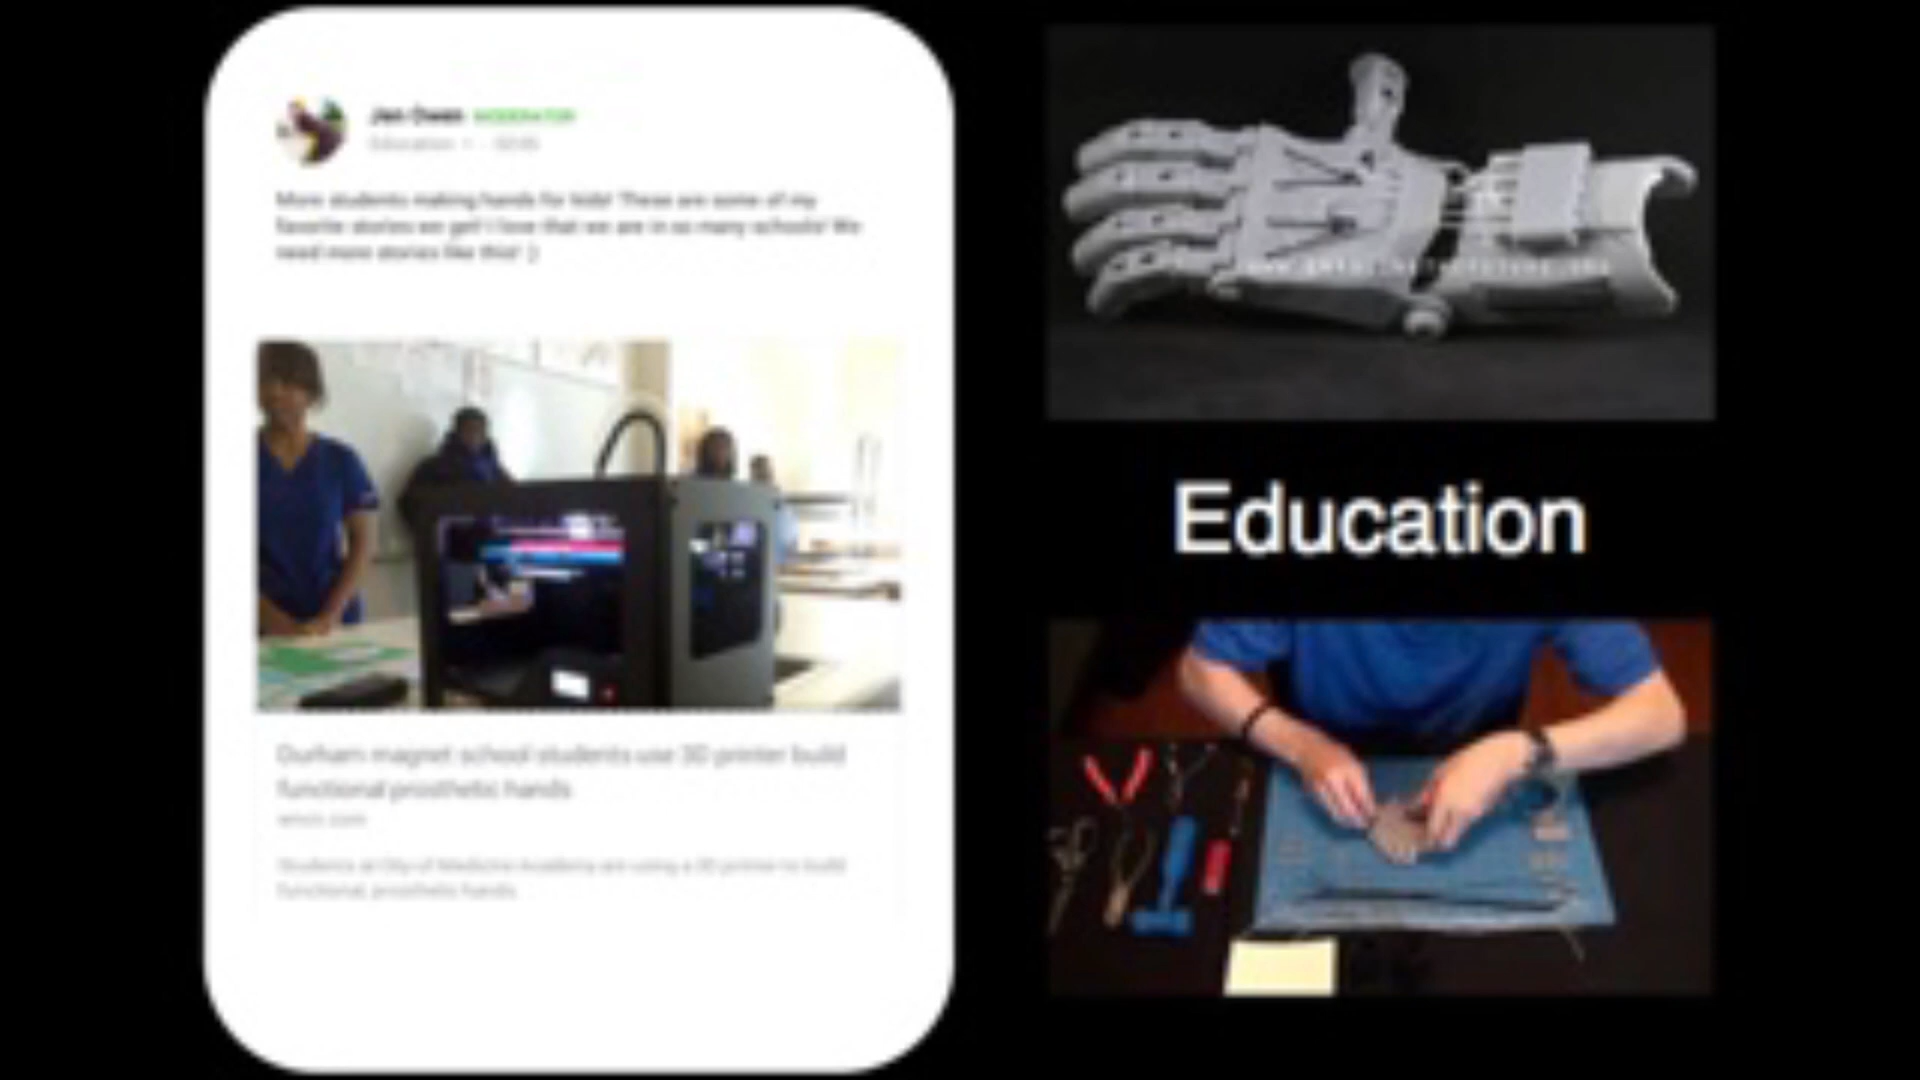 Jen Owen MODERATOR
Education
More students making hands for kids! These are some of my
favorite stories we get! I love that we are in so many schools! We
need more stories like this! :)
Durham magnet school students use 3D printer build
functional prosthetic hands
Students at City of Medicine Academy are using a 3D printer to build
functional, prosthetic hands.
Education